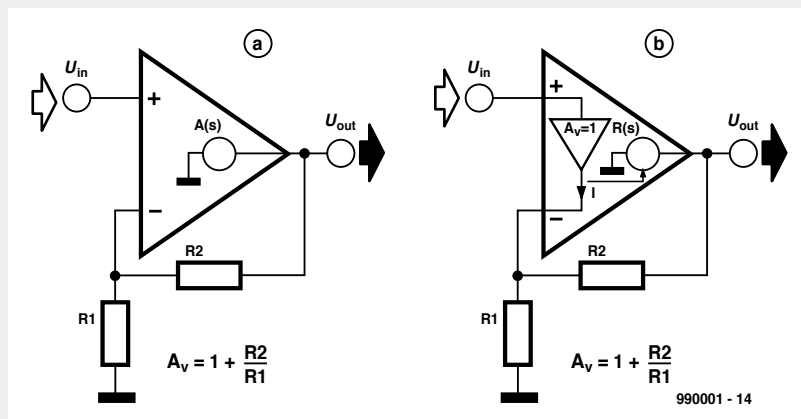 a
U_in
+
A(s)
U_out
−
R2
R1
A_v = 1 + R2/R1
b
U_in
+
A_v=1
R(s)
U_out
I
−
R2
R1
A_v = 1 + R2/R1
990001 - 14